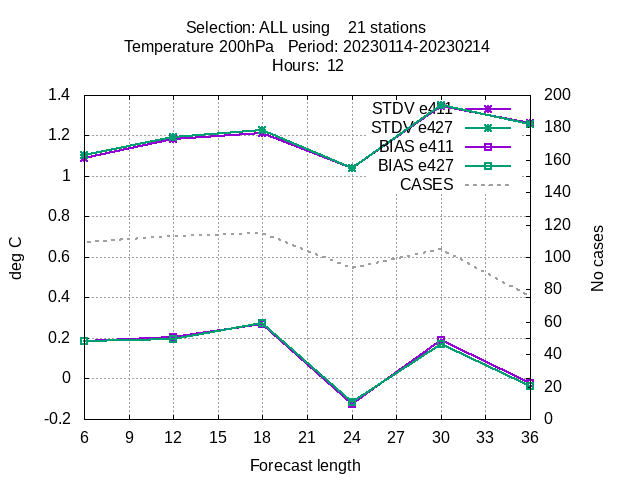 Selection: ALL using    21 stations
Temperature 200hPa   Period: 20230114-20230214
Hours:  12
1.4
1.2
1
0.8
0.6
0.4
0.2
0
-0.2
deg C
STDV e411
STDV e427
BIAS e411
BIAS e427
CASES
200
180
160
140
120
100
80
60
40
20
0
No cases
6 9 12 15 18 21 24 27 30 33 36
Forecast length